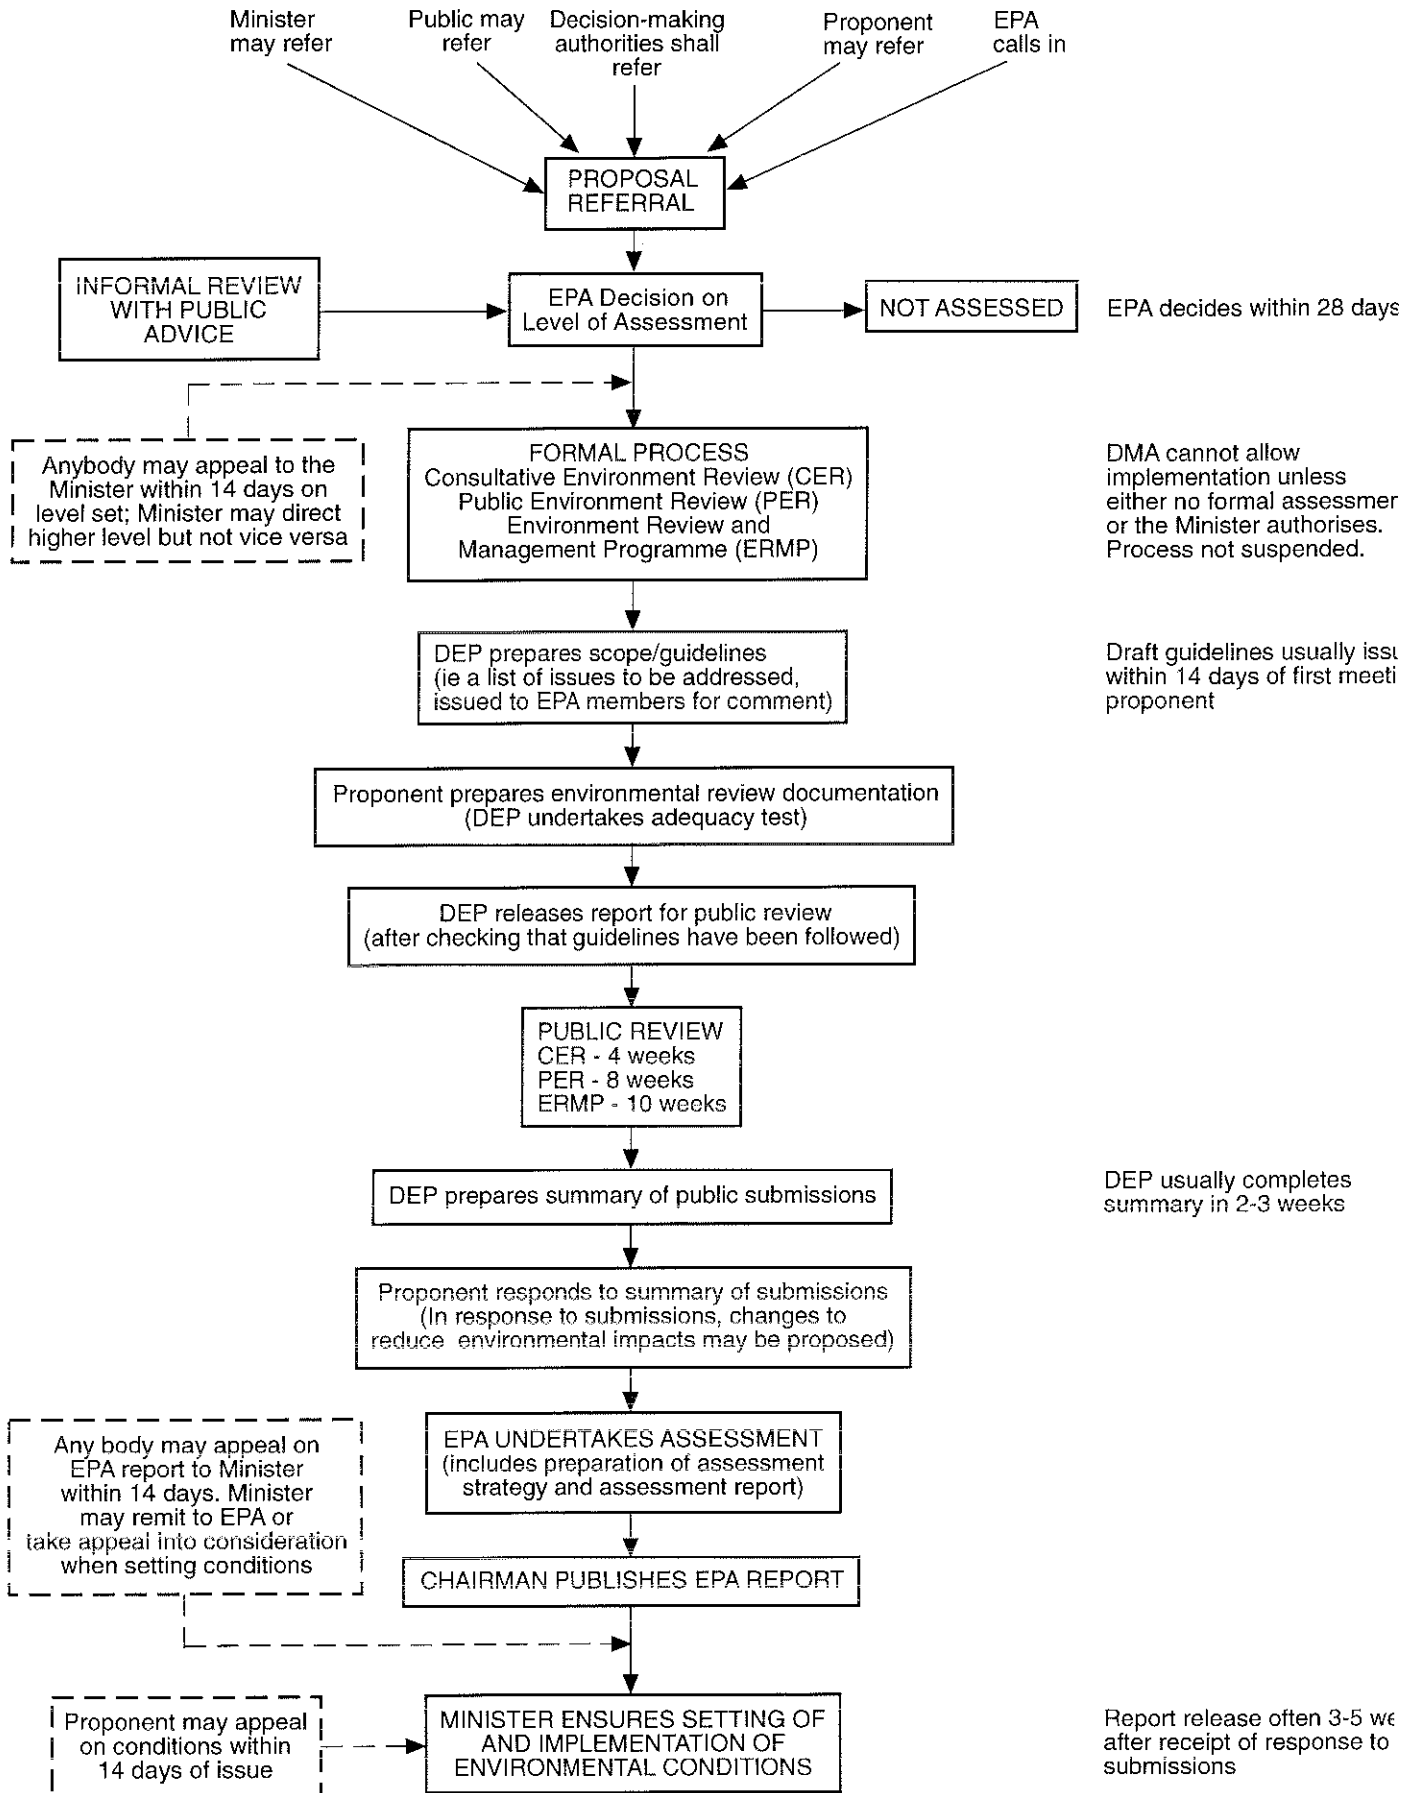 Minister
may refer
Public may
refer
Decision-making
authorities shall
refer
Proponent
may refer
EPA
calls in
PROPOSAL
REFERRAL
INFORMAL REVIEW
WITH PUBLIC
ADVICE
EPA Decision on
Level of Assessment
NOT ASSESSED
EPA decides within 28 days
Anybody may appeal to the
Minister within 14 days on
level set; Minister may direct
higher level but not vice versa
FORMAL PROCESS
Consultative Environment Review (CER)
Public Environment Review (PER)
Environment Review and
Management Programme (ERMP)
DMA cannot allow
implementation unless
either no formal assessmer
or the Minister authorises.
Process not suspended.
DEP prepares scope/guidelines
(ie a list of issues to be addressed,
issued to EPA members for comment)
Draft guidelines usually issu
within 14 days of first meeti
proponent
Proponent prepares environmental review documentation
(DEP undertakes adequacy test)
DEP releases report for public review
(after checking that guidelines have been followed)
PUBLIC REVIEW
CER - 4 weeks
PER - 8 weeks
ERMP - 10 weeks
DEP prepares summary of public submissions
DEP usually completes
summary in 2-3 weeks
Proponent responds to summary of submissions
(In response to submissions, changes to
reduce environmental impacts may be proposed)
Any body may appeal on
EPA report to Minister
within 14 days. Minister
may remit to EPA or
take appeal into consideration
when setting conditions
EPA UNDERTAKES ASSESSMENT
(includes preparation of assessment
strategy and assessment report)
CHAIRMAN PUBLISHES EPA REPORT
Proponent may appeal
on conditions within
14 days of issue
MINISTER ENSURES SETTING OF
AND IMPLEMENTATION OF
ENVIRONMENTAL CONDITIONS
Report release often 3-5 we
after receipt of response to
submissions